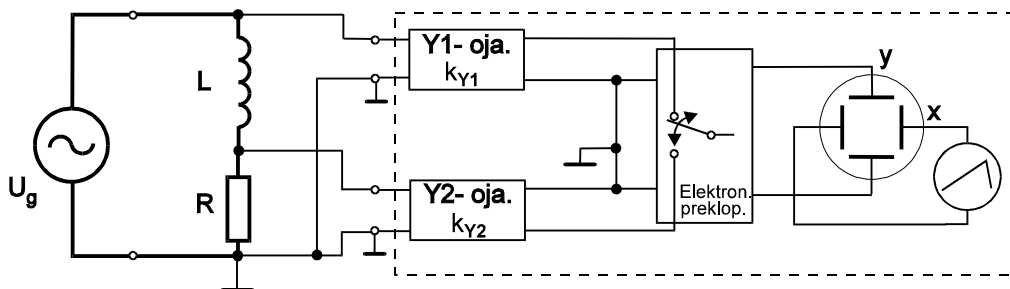 Y1- oja.
kY1
y
L
x
Ug
R
Y2- oja.
kY2
Elektron.
preklop.